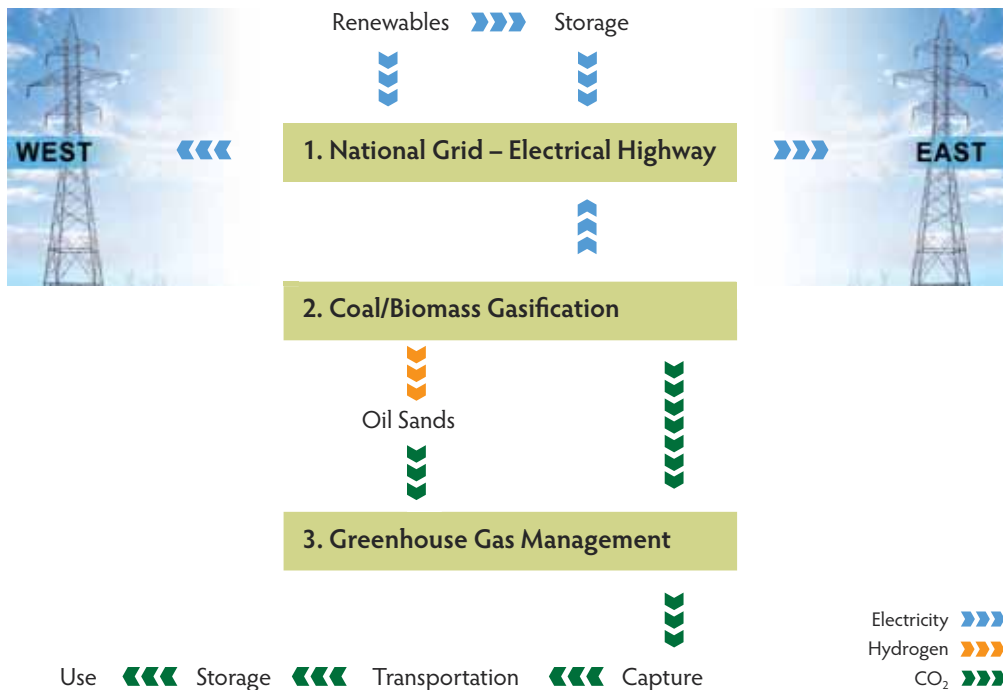 Renewables Storage
WEST
1. National Grid – Electrical Highway
EAST
2. Coal/Biomass Gasification
Oil Sands
3. Greenhouse Gas Management
Electricity
Hydrogen
Use Storage Transportation Capture
CO₂